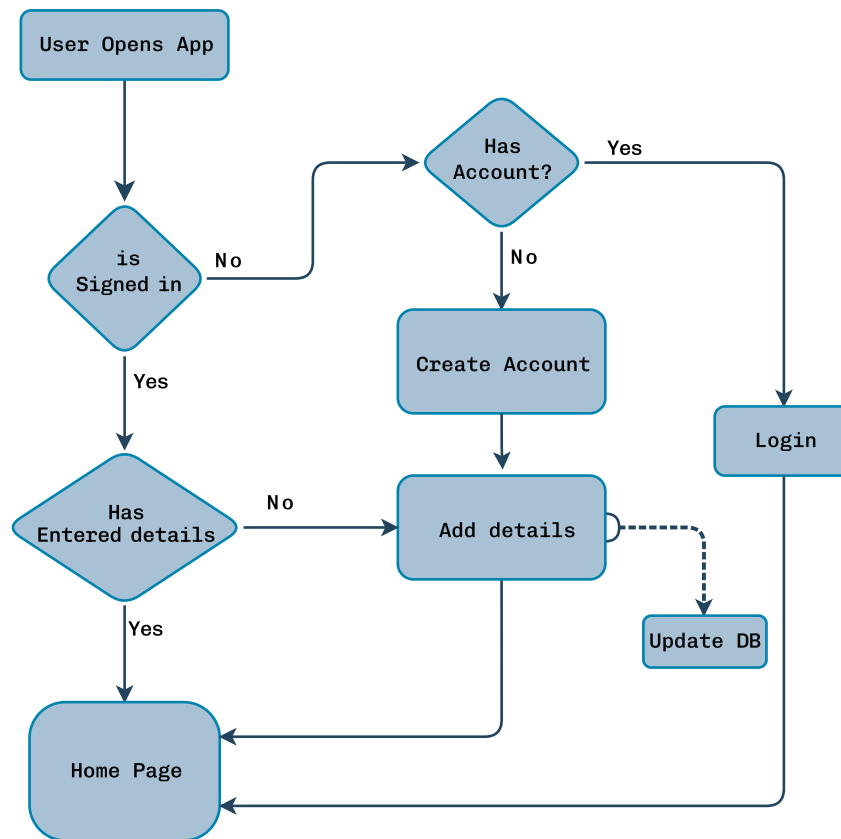 User Opens App
Has
Account?
Yes
is
Signed in
No
No
Create Account
Yes
Login
Has
Entered details
No
Add details
Yes
Update DB
Home Page